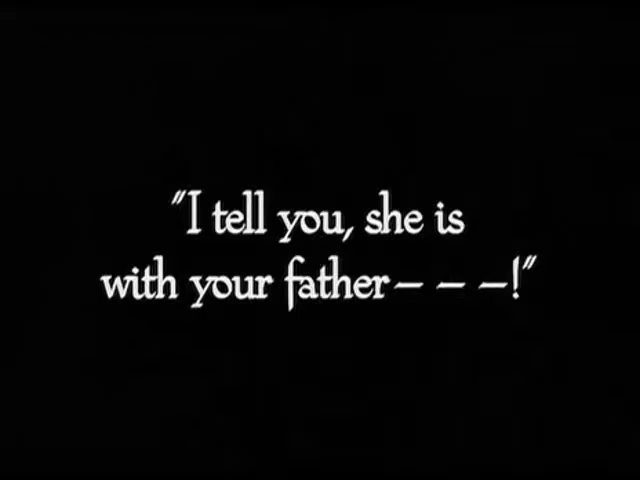 "I tell you, she is
with your father— — —!"